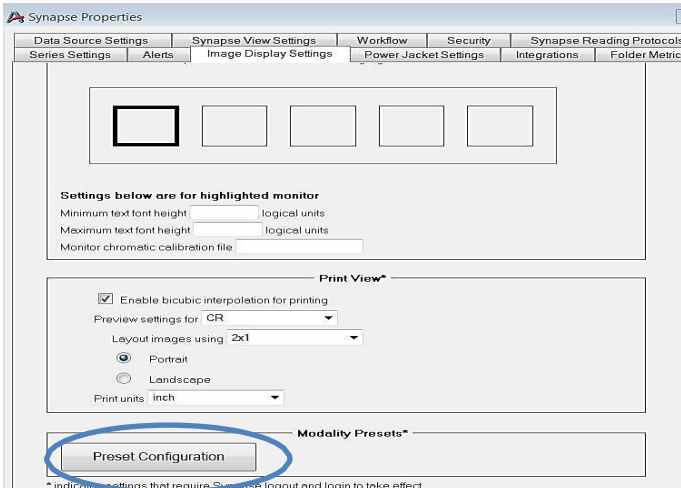 Synapse Properties
Data Source Settings Synapse View Settings Workflow Security Synapse Reading Protocols
Series Settings Alerts Image Display Settings Power Jacket Settings Integrations Folder Metric
Settings below are for highlighted monitor
Minimum text font height logical units
Maximum text font height logical units
Monitor chromatic calibration file
Print View*
Enable bicubic interpolation for printing
Preview settings for CR
Layout images using 2x1
Portrait
Landscape
Print units inch
Modality Presets*
Preset Configuration
* indicates settings that require Synapse logout and login to take effect